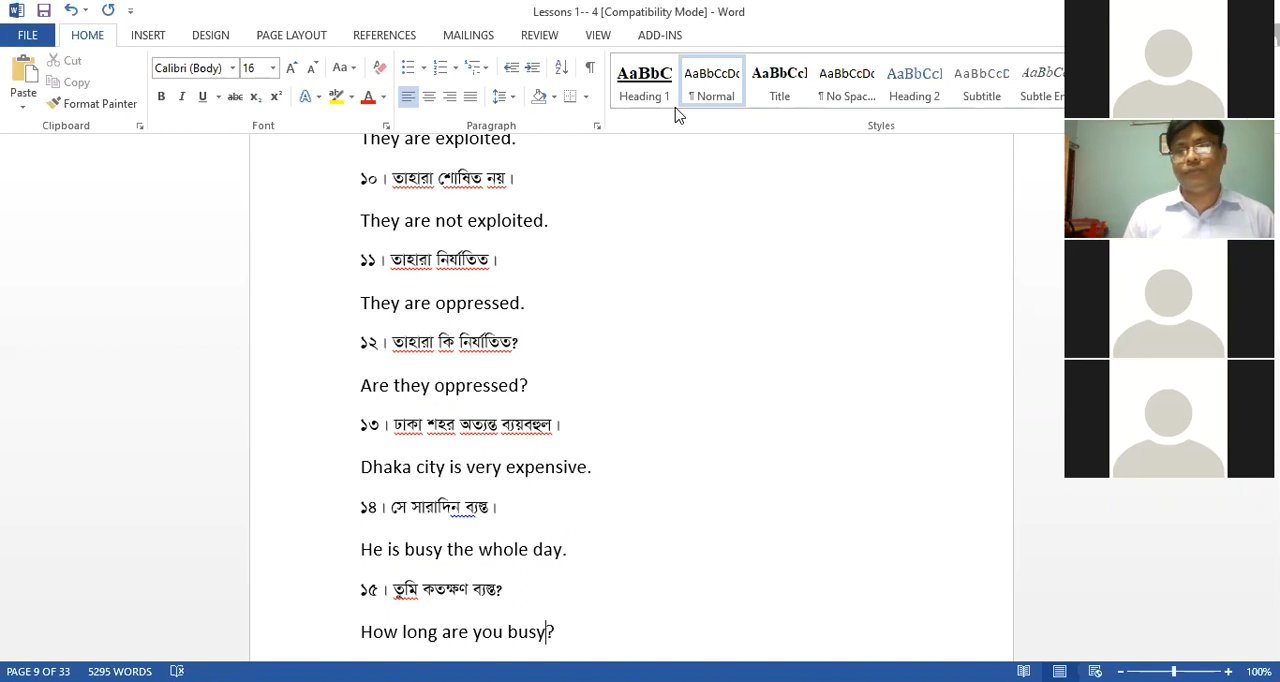 Lessons 1-- 4 [Compatibility Mode] - Word
FILE HOME INSERT DESIGN PAGE LAYOUT REFERENCES MAILINGS REVIEW VIEW ADD-INS
Paste
Cut
Copy
Format Painter
Clipboard
Calibri (Body) 16
Font
Paragraph
AaBbC AaBbCcDc AaBbCc] AaBbCcDc AaBbCc] AaBbCcD AaBbCc
Heading 1 ¶ Normal Title ¶ No Spac... Heading 2 Subtitle Subtle Em
Styles
They are exploited.
১০। তাহারা শোষিত নয়।
They are not exploited.
১১। তাহারা নির্যাতিত।
They are oppressed.
১২। তাহারা কি নির্যাতিত?
Are they oppressed?
১৩। ঢাকা শহর অত্যন্ত ব্যয়বহুল।
Dhaka city is very expensive.
১৪। সে সারাদিন ব্যস্ত।
He is busy the whole day.
১৫। তুমি কতক্ষণ ব্যস্ত?
How long are you busy?
PAGE 9 OF 33 5295 WORDS 100%